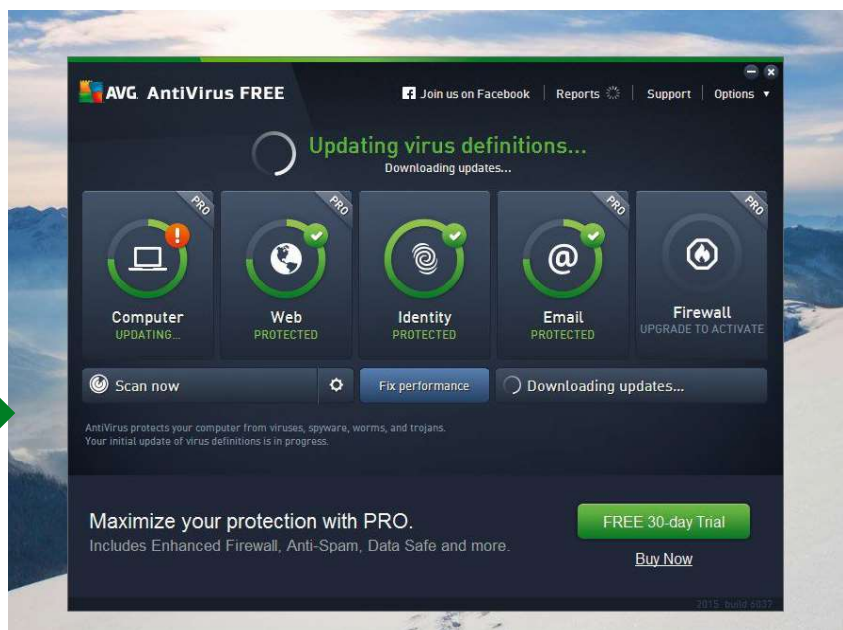 AVG. AntiVirus FREE
Join us on Facebook Reports Support Options
Updating virus definitions...
Downloading updates...
PRO PRO PRO PRO
Computer Web Identity Email Firewall
UPDATING... PROTECTED PROTECTED PROTECTED UPGRADE TO ACTIVATE
Scan now Fix performance Downloading updates...
AntiVirus protects your computer from viruses, spyware, worms, and trojans.
Your initial update of virus definitions is in progress.
Maximize your protection with PRO.
FREE 30-day Trial
Includes Enhanced Firewall, Anti-Spam, Data Safe and more.
Buy Now
2015. build 6037